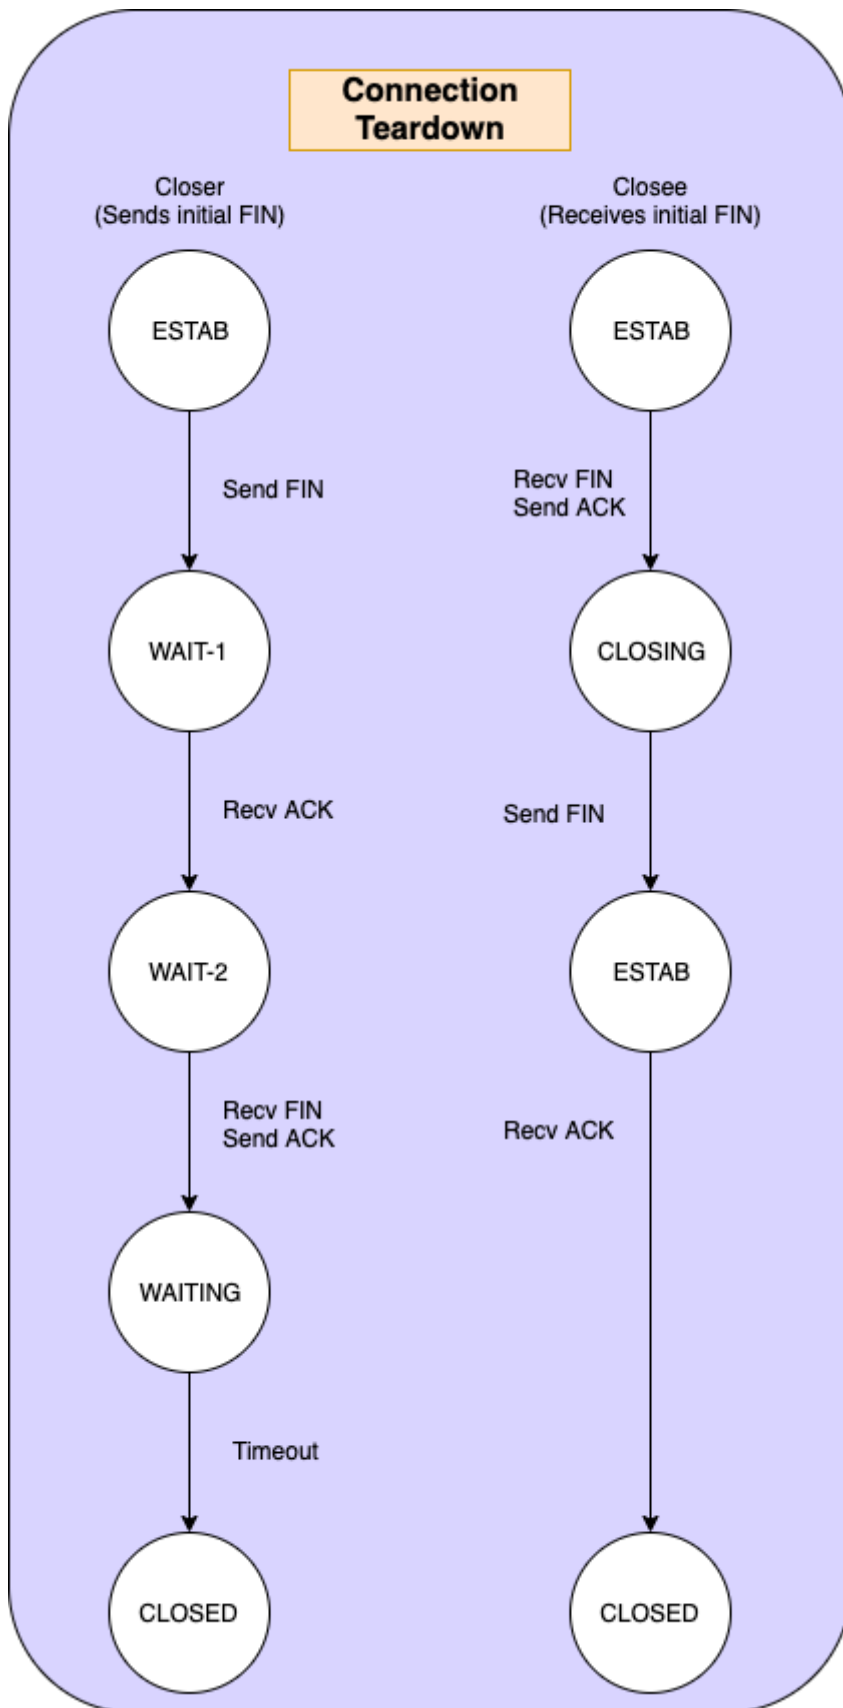 Connection
Teardown
Closer
(Sends initial FIN)
Closee
(Receives initial FIN)
ESTAB
ESTAB
Send FIN
Recv FIN
Send ACK
WAIT-1
CLOSING
Recv ACK
Send FIN
WAIT-2
ESTAB
Recv FIN
Send ACK
Recv ACK
WAITING
Timeout
CLOSED
CLOSED